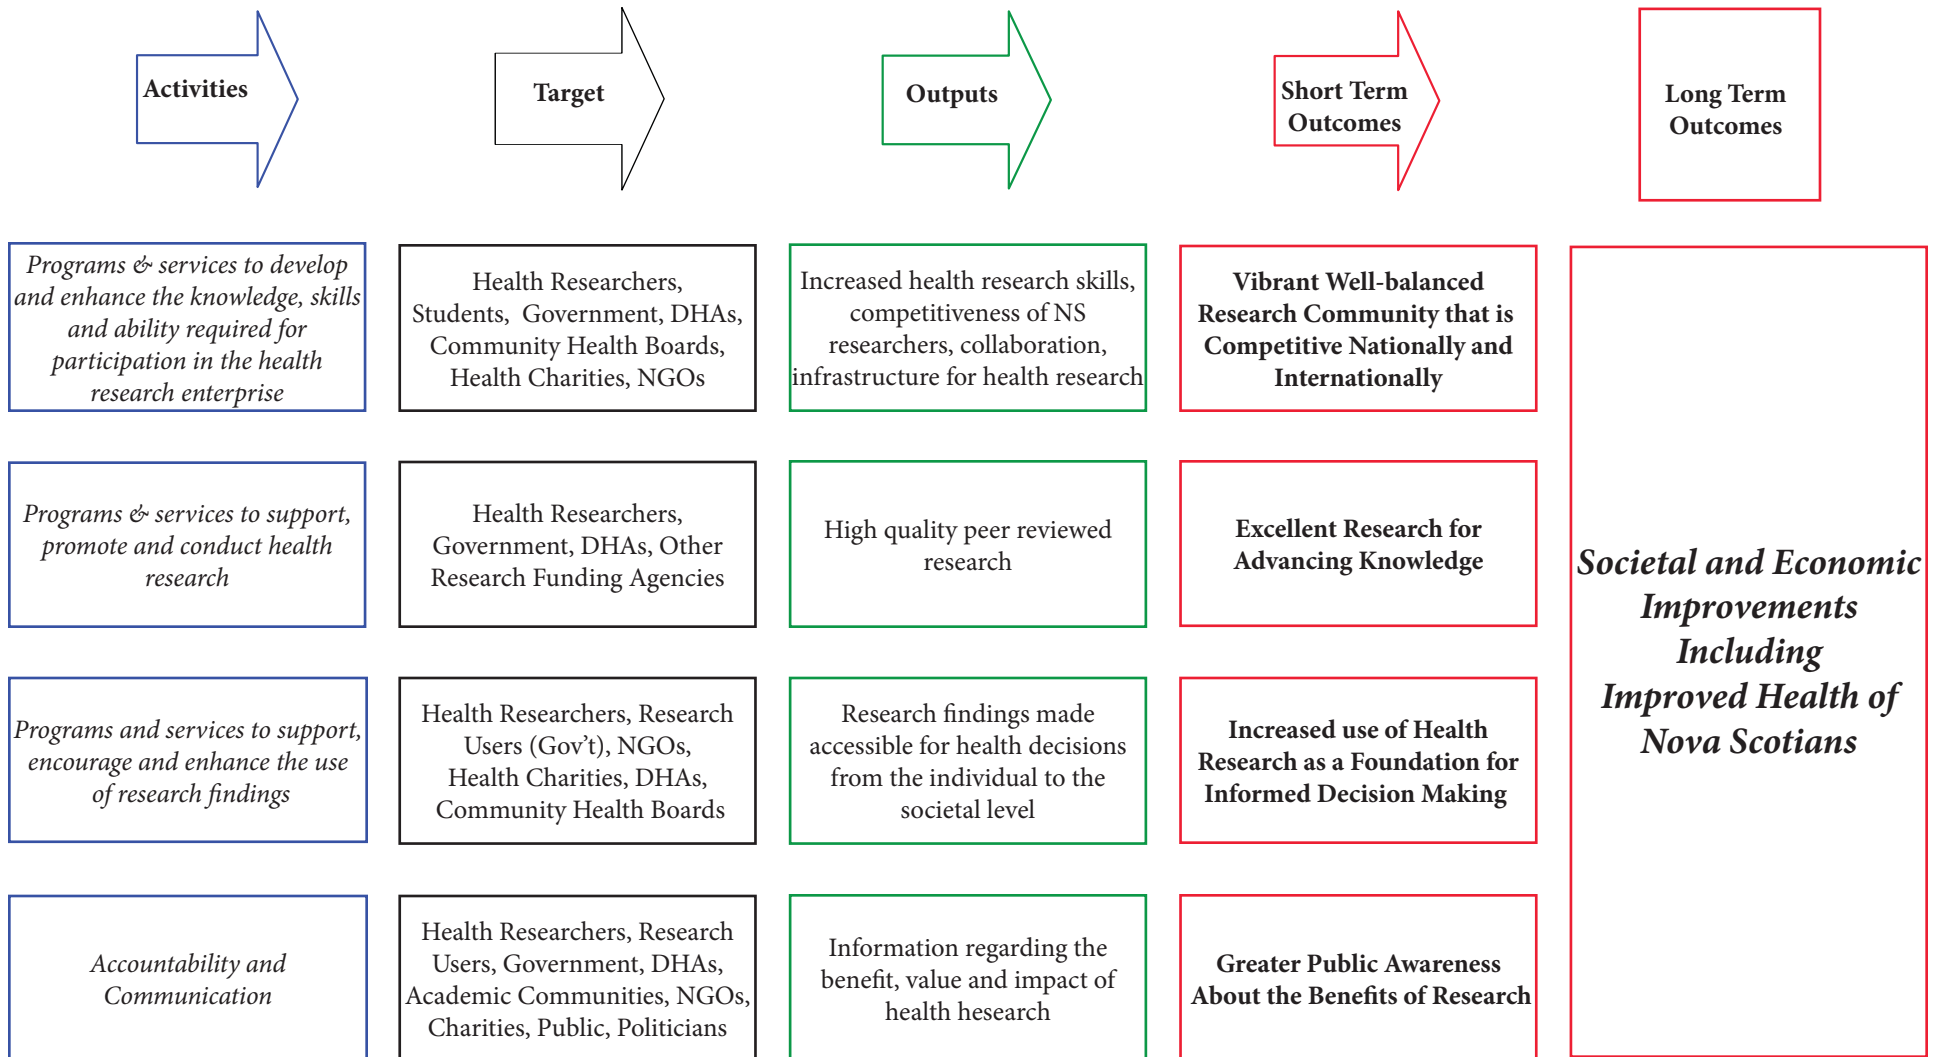 Activities
Target
Outputs
Short Term
Outcomes
Long Term
Outcomes
Programs & services to develop
and enhance the knowledge, skills
and ability required for
participation in the health
research enterprise
Health Researchers,
Students, Government, DHAs,
Community Health Boards,
Health Charities, NGOs
Increased health research skills,
competitiveness of NS
researchers, collaboration,
infrastructure for health research
Vibrant Well-balanced
Research Community that is
Competitive Nationally and
Internationally
Programs & services to support,
promote and conduct health
research
Health Researchers,
Government, DHAs, Other
Research Funding Agencies
High quality peer reviewed
research
Excellent Research for
Advancing Knowledge
Programs and services to support,
encourage and enhance the use
of research findings
Health Researchers, Research
Users (Gov’t), NGOs,
Health Charities, DHAs,
Community Health Boards
Research findings made
accessible for health decisions
from the individual to the
societal level
Increased use of Health
Research as a Foundation for
Informed Decision Making
Accountability and
Communication
Health Researchers, Research
Users, Government, DHAs,
Academic Communities, NGOs,
Charities, Public, Politicians
Information regarding the
benefit, value and impact of
health hesearch
Greater Public Awareness
About the Benefits of Research
Societal and Economic
Improvements
Including
Improved Health of
Nova Scotians